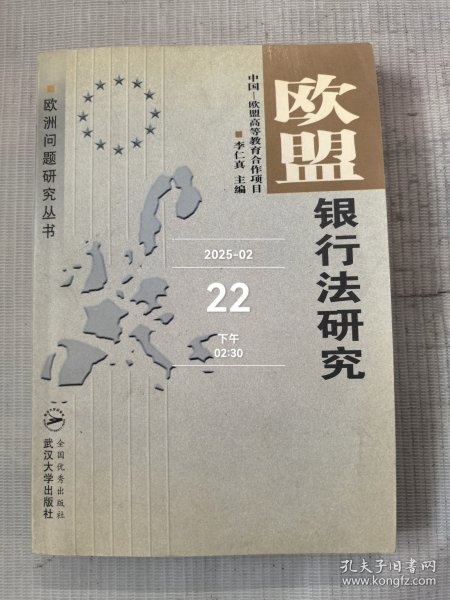 欧盟
银行法研究
中国—欧盟高等教育合作项目
李仁真 主编
欧洲问题研究丛书
2025-02
22
下午
02:30
全国优秀出版社
武汉大学出版社
孔夫子旧书网
www.kongfz.com